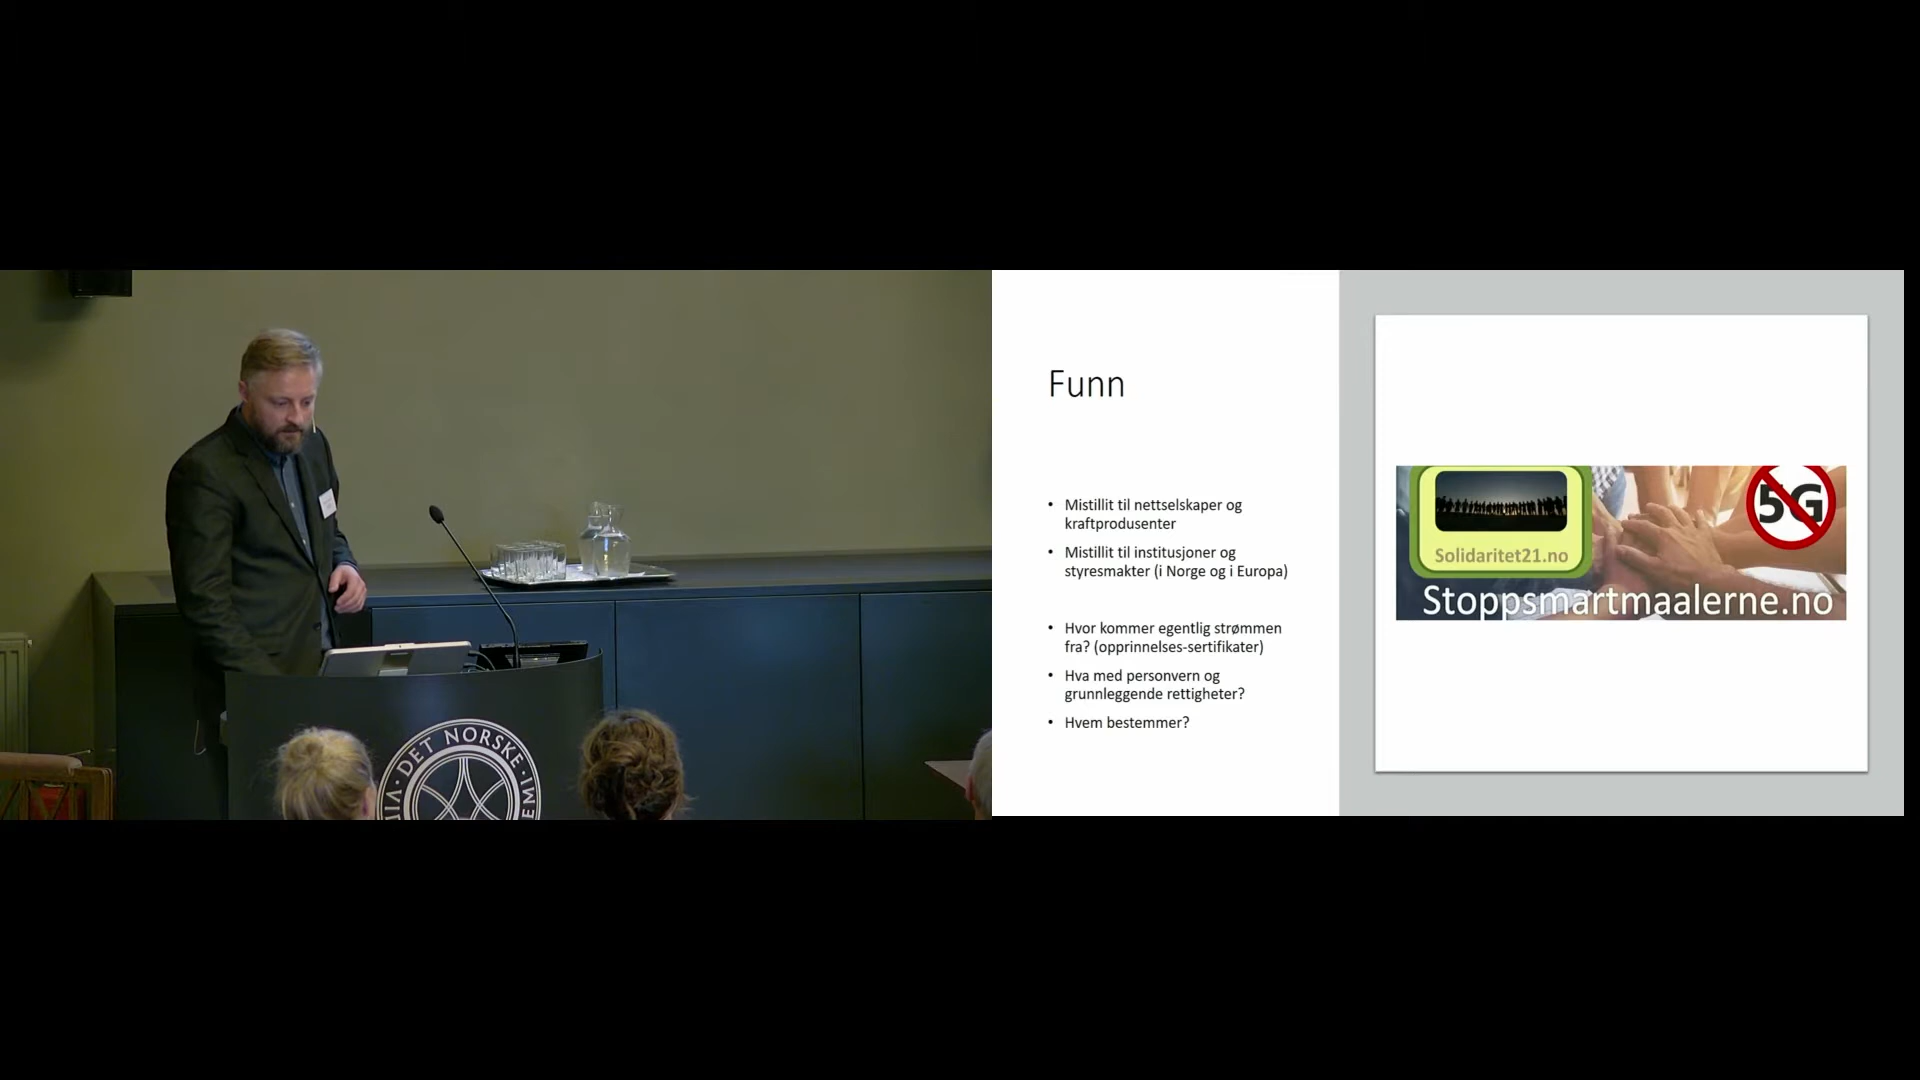 DET NORSKE
Funn
• Mistillit til nettselskaper og
kraftprodusenter
• Mistillit til institusjoner og
styresmakter (i Norge og i Europa)
• Hvor kommer egentlig strømmen
fra? (opprinnelses-sertifikater)
• Hva med personvern og
grunnleggende rettigheter?
• Hvem bestemmer?
5G
Solidaritet21.no
Stoppsmartmaalerne.no